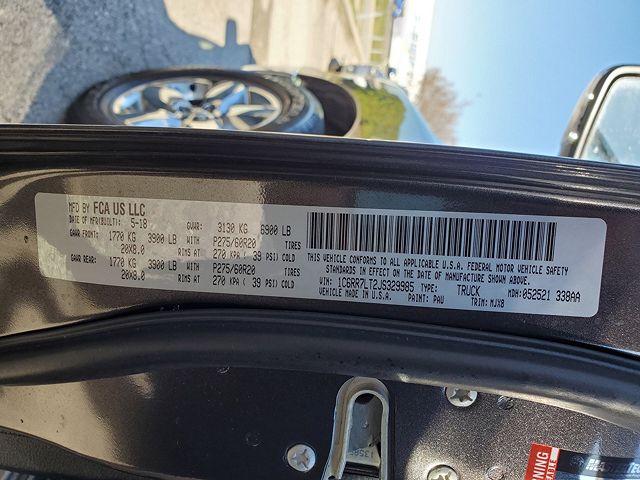 MFD BY FCA US LLC
DATE OF MFR(BUILT): 5-18 GVWR: 3130 KG 6900 LB
GAWR FRONT: 1770 KG 3900 LB WITH P275/60R20 TIRES
20X8.0 RIMS AT 270 KPA ( 39 PSI) COLD
GAWR REAR: 1770 KG 3900 LB WITH P275/60R20 TIRES
20X8.0 RIMS AT 270 KPA ( 39 PSI) COLD
THIS VEHICLE CONFORMS TO ALL APPLICABLE U.S.A. FEDERAL MOTOR VEHICLE SAFETY
STANDARDS IN EFFECT ON THE DATE OF MANUFACTURE SHOWN ABOVE.
VIN: 1C6RR7LT2JS329985 TYPE: TRUCK MDH: 052521 338AA
VEHICLE MADE IN U.S.A. PAINT: PAU TRIM: MJX8